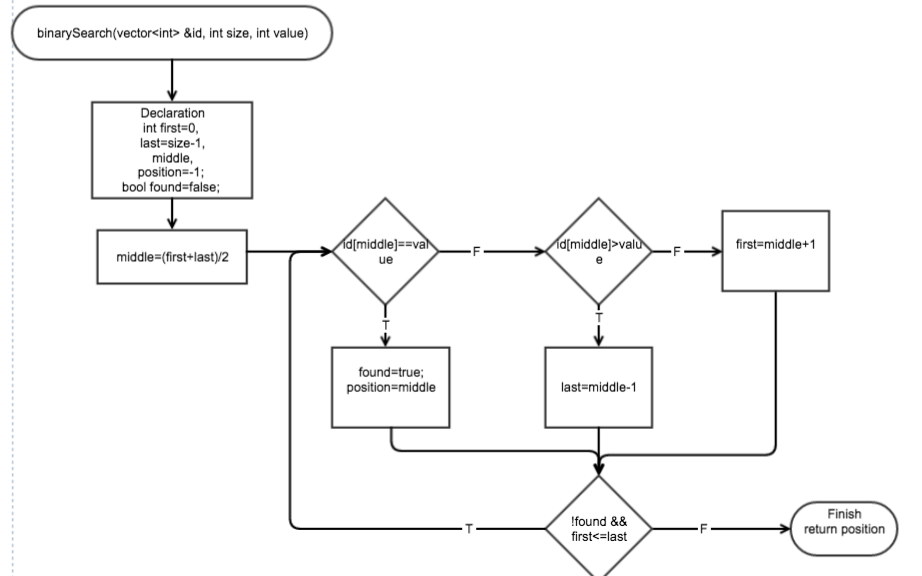 binarySearch(vector<int> &id, int size, int value)
Declaration
int first=0,
last=size-1,
middle,
position=-1;
bool found=false;
middle=(first+last)/2
id[middle]==val
ue
F
id[middle]>valu
e
F
first=middle+1
T
T
found=true;
position=middle
last=middle-1
!found &&
first<=last
T
F
Finish
return position